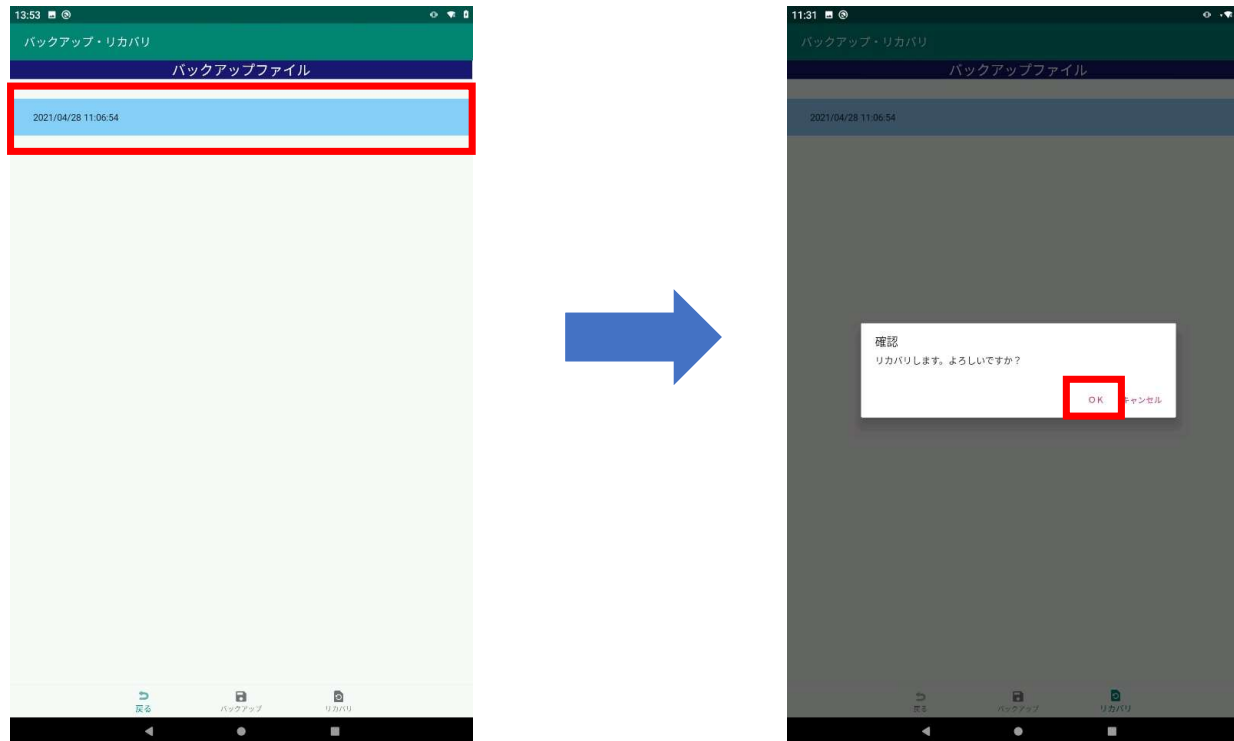 13:53
バックアップ・リカバリ
バックアップファイル
2021/04/28 11:06:54
戻る
バックアップ
リカバリ
11:31
バックアップ・リカバリ
バックアップファイル
2021/04/28 11:06:54
確認
リカバリします。よろしいですか？
OK
キャンセル
戻る
バックアップ
リカバリ